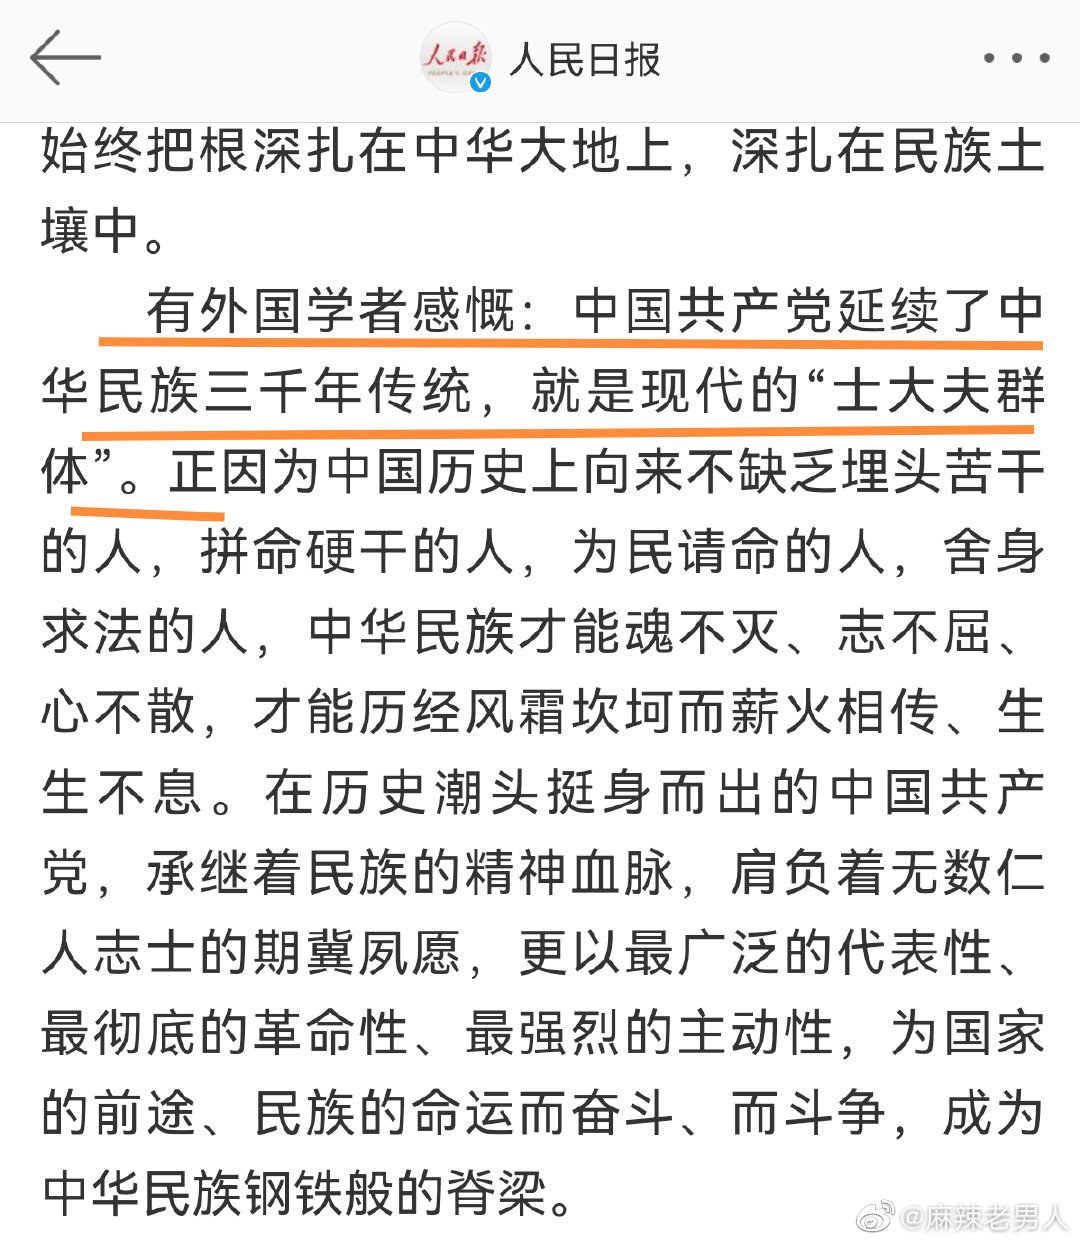 人民日报
人民日报
始终把根深扎在中华大地上，深扎在民族土
壤中。
有外国学者感慨：中国共产党延续了中
华民族三千年传统，就是现代的“士大夫群
体”。正因为中国历史上向来不缺乏埋头苦干
的人，拼命硬干的人，为民请命的人，舍身
求法的人，中华民族才能魂不灭、志不屈、
心不散，才能历经风霜坎坷而薪火相传、生
生不息。在历史潮头挺身而出的中国共产
党，承继着民族的精神血脉，肩负着无数仁
人志士的期冀夙愿，更以最广泛的代表性、
最彻底的革命性、最强烈的主动性，为国家
的前途、民族的命运而奋斗、而斗争，成为
中华民族钢铁般的脊梁。
@麻辣老男人